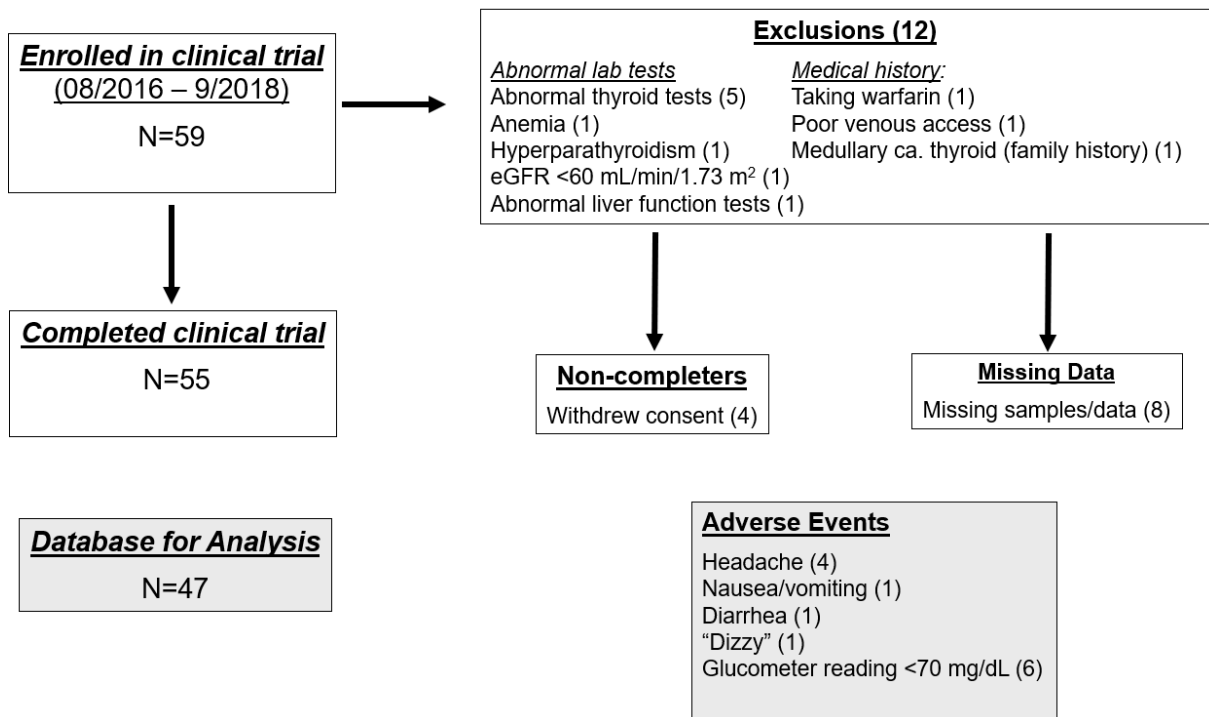 Enrolled in clinical trial
(08/2016 – 9/2018)
N=59
Exclusions (12)
Abnormal lab tests
Abnormal thyroid tests (5)
Anemia (1)
Hyperparathyroidism (1)
eGFR <60 mL/min/1.73 m² (1)
Abnormal liver function tests (1)
Medical history:
Taking warfarin (1)
Poor venous access (1)
Medullary ca. thyroid (family history) (1)
Completed clinical trial
N=55
Non-completers
Withdrew consent (4)
Missing Data
Missing samples/data (8)
Database for Analysis
N=47
Adverse Events
Headache (4)
Nausea/vomiting (1)
Diarrhea (1)
“Dizzy” (1)
Glucometer reading <70 mg/dL (6)